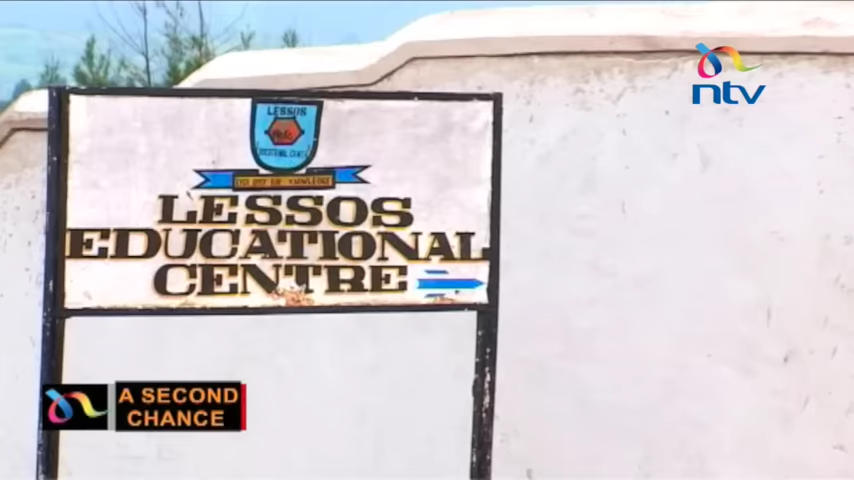 ntv
LESSOS
LESSOS
EDUCATIONAL
CENTRE
A SECOND
CHANCE